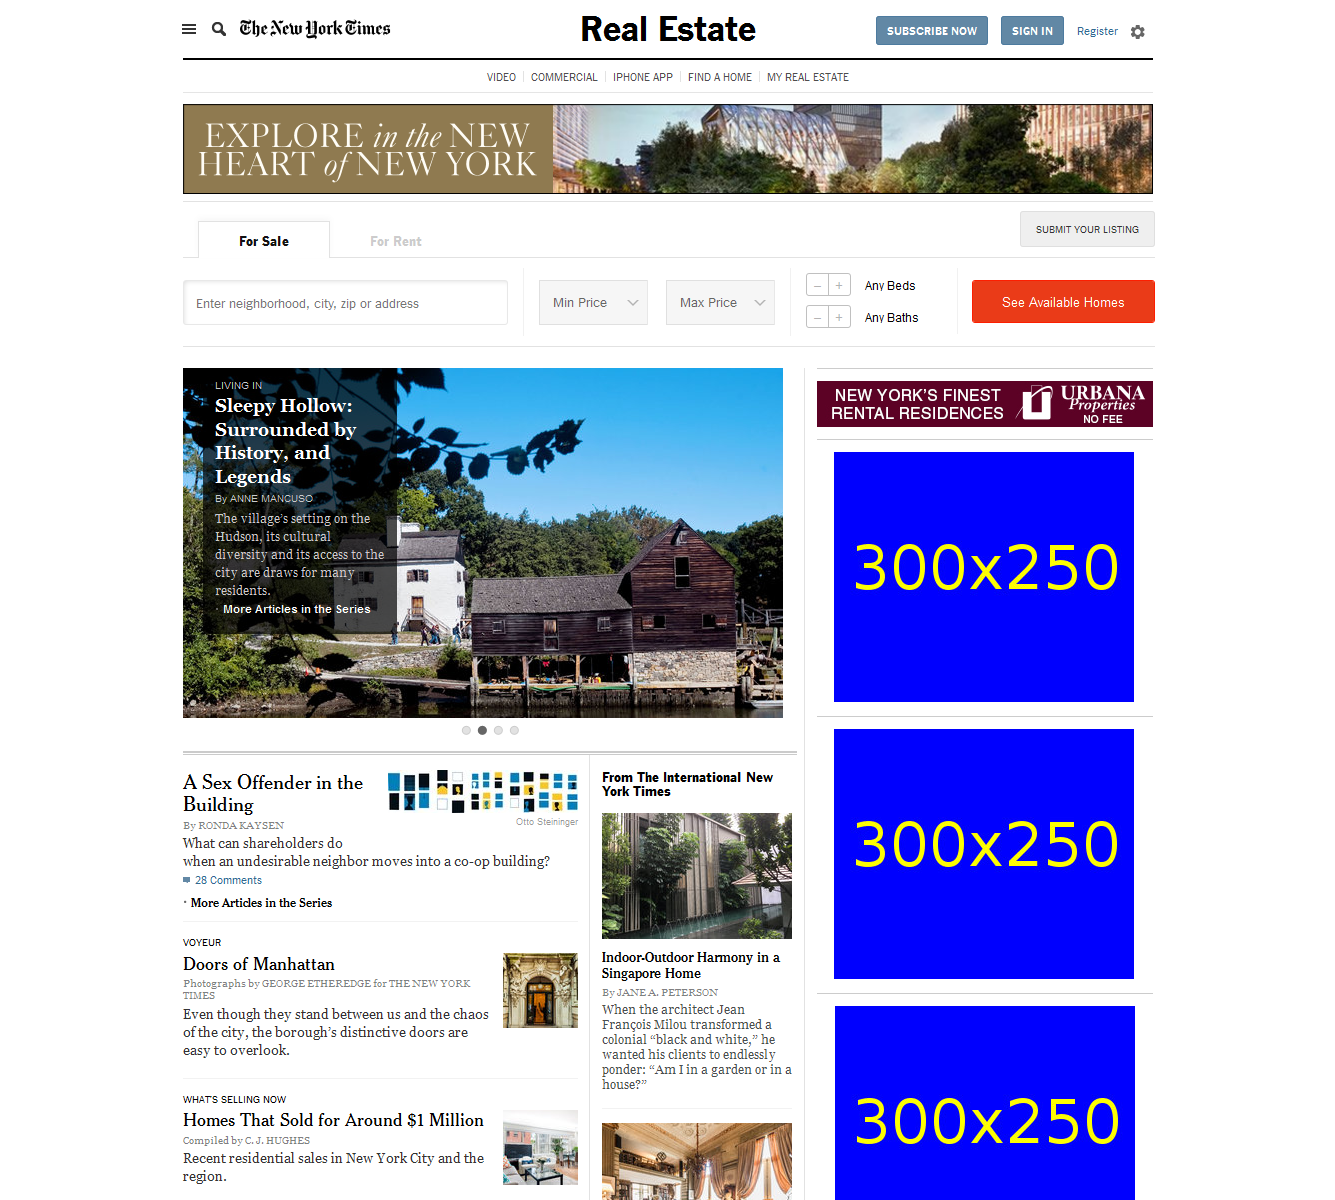 The New York Times
Real Estate
SUBSCRIBE NOW
SIGN IN
Register
VIDEO
COMMERCIAL
IPHONE APP
FIND A HOME
MY REAL ESTATE
EXPLORE in the NEW
HEART of NEW YORK
For Sale
For Rent
SUBMIT YOUR LISTING
Enter neighborhood, city, zip or address
Min Price
Max Price
– + Any Beds
– + Any Baths
See Available Homes
LIVING IN
Sleepy Hollow:
Surrounded by
History, and
Legends
By ANNE MANCUSO
The village's setting on the
Hudson, its cultural
diversity and its access to the
city are draws for many
residents.
· More Articles in the Series
NEW YORK'S FINEST
RENTAL RESIDENCES
URBANA
Properties
NO FEE
300x250
300x250
300x250
A Sex Offender in the
Building
By RONDA KAYSEN
Otto Steininger
What can shareholders do
when an undesirable neighbor moves into a co-op building?
28 Comments
· More Articles in the Series
VOYEUR
Doors of Manhattan
Photographs by GEORGE ETHEREDGE for THE NEW YORK
TIMES
Even though they stand between us and the chaos
of the city, the borough's distinctive doors are
easy to overlook.
WHAT'S SELLING NOW
Homes That Sold for Around $1 Million
Compiled by C. J. HUGHES
Recent residential sales in New York City and the
region.
From The International New
York Times
Indoor-Outdoor Harmony in a
Singapore Home
By JANE A. PETERSON
When the architect Jean
François Milou transformed a
colonial “black and white,” he
wanted his clients to endlessly
ponder: “Am I in a garden or in a
house?”